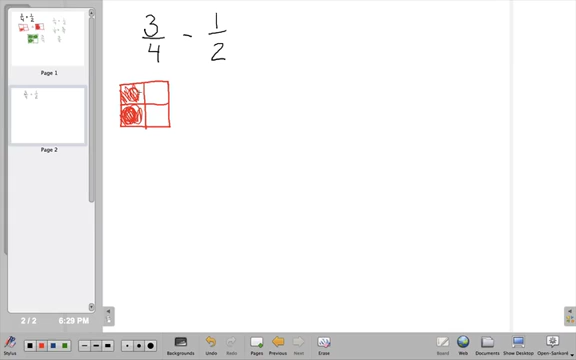 3/4 - 1/2
Page 1
Page 2
2 / 2 6:29 PM
Stylus
Backgrounds
Undo
Redo
Pages
Previous
Next
Erase
Board
Web
Documents
Show Desktop
Open-Sankoré